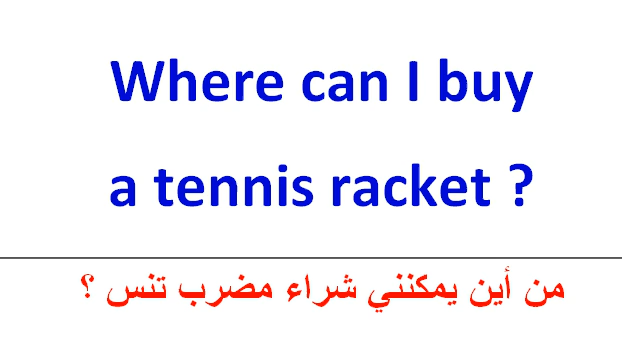 Where can I buy
a tennis racket ?
من أين يمكنني شراء مضرب تنس ؟